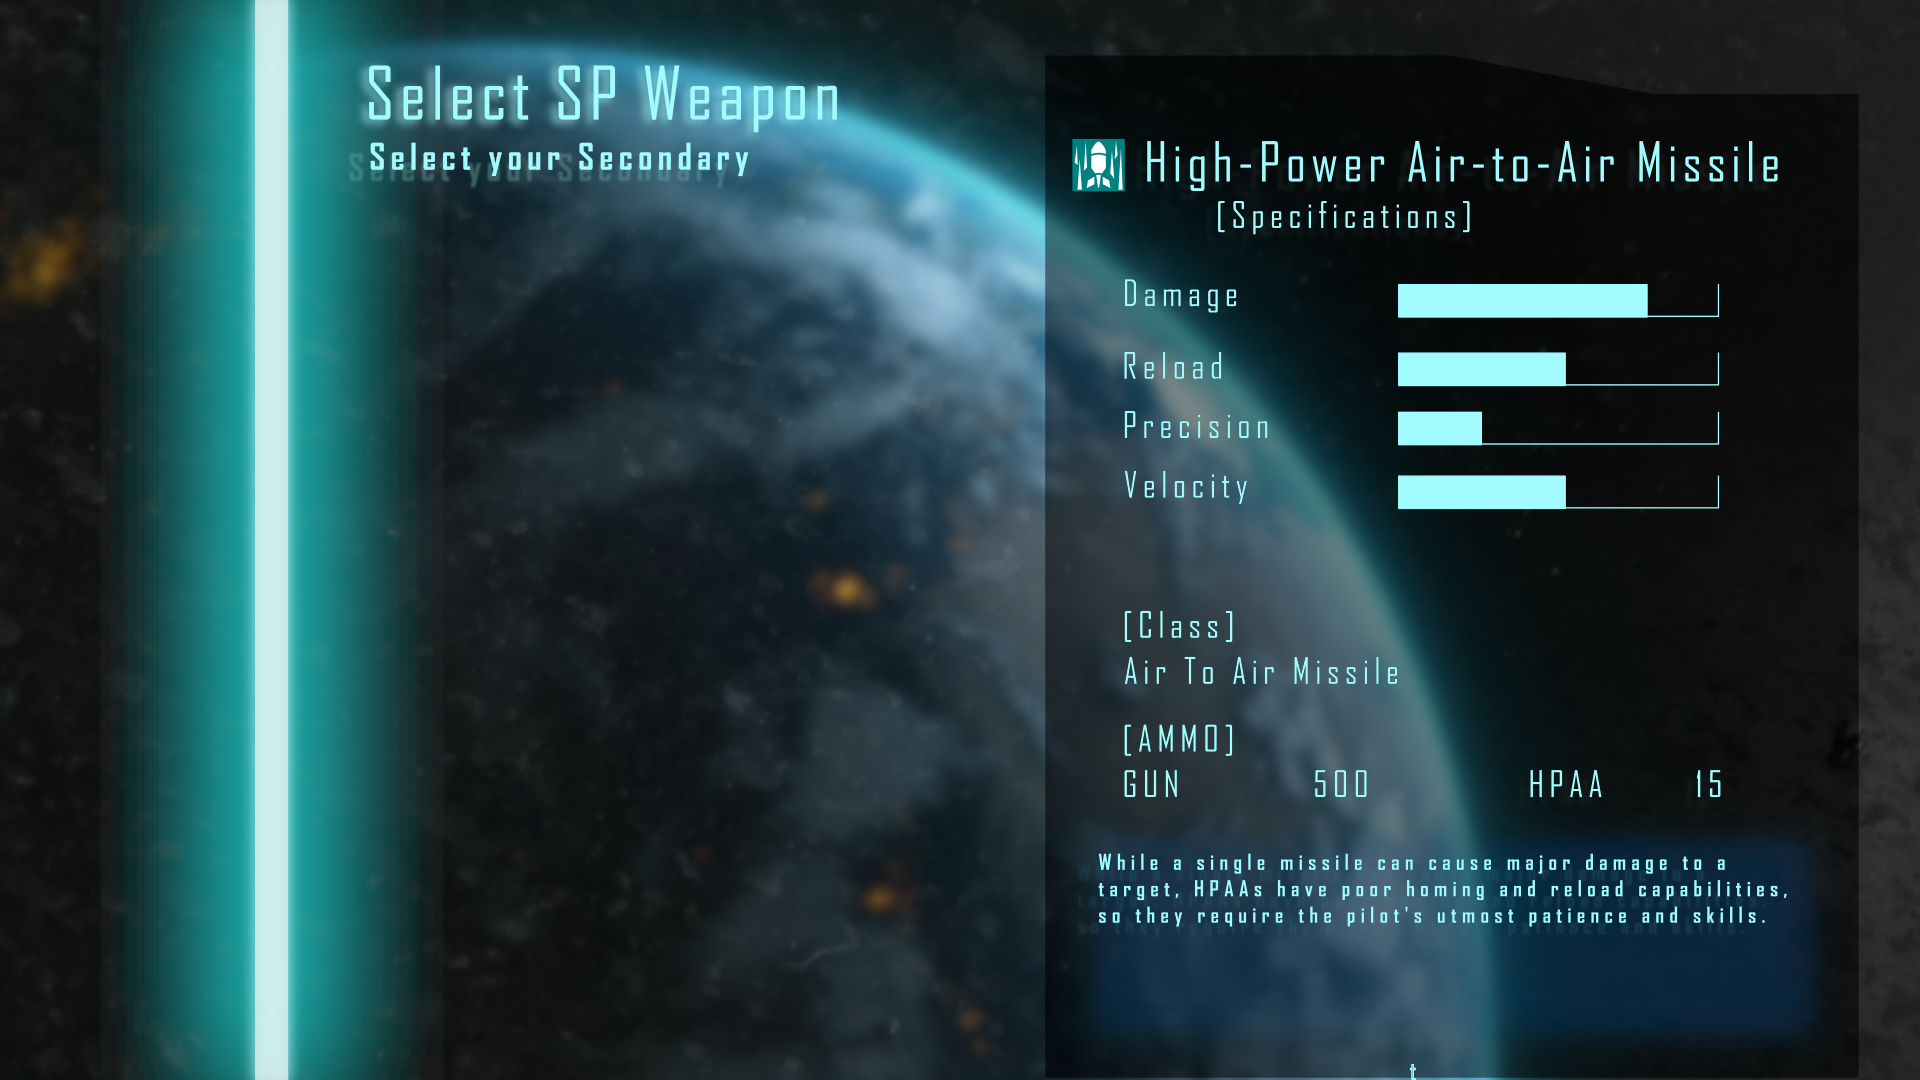 Select SP Weapon
Select your Secondary
High-Power Air-to-Air Missile
[Specifications]
Damage
Reload
Precision
Velocity
[Class]
Air To Air Missile
[AMMO]
GUN 500 HPAA 15
While a single missile can cause major damage to a
target, HPAAs have poor homing and reload capabilities,
so they require the pilot's utmost patience and skills.
t